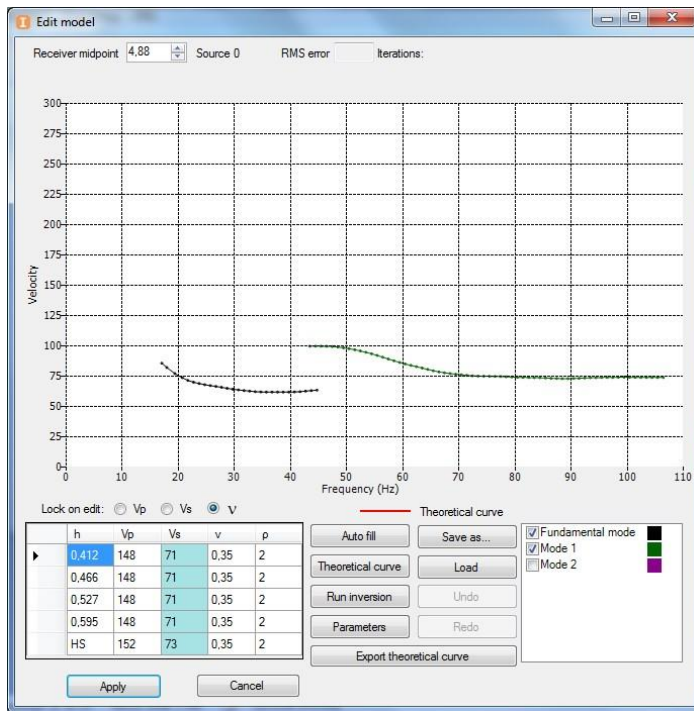 Edit model
Receiver midpoint 4,88 Source 0 RMS error Iterations:
300
275
250
225
200
175
150
125
100
75
50
25
0
Velocity
0 10 20 30 40 50 60 70 80 90 100 110
Frequency (Hz)
Lock on edit: Vp Vs ν
Theoretical curve
h Vp Vs ν ρ
0,412 148 71 0,35 2
0,466 148 71 0,35 2
0,527 148 71 0,35 2
0,595 148 71 0,35 2
HS 152 73 0,35 2
Auto fill Save as...
Theoretical curve Load
Run inversion Undo
Parameters Redo
Export theoretical curve
Fundamental mode
Mode 1
Mode 2
Apply Cancel